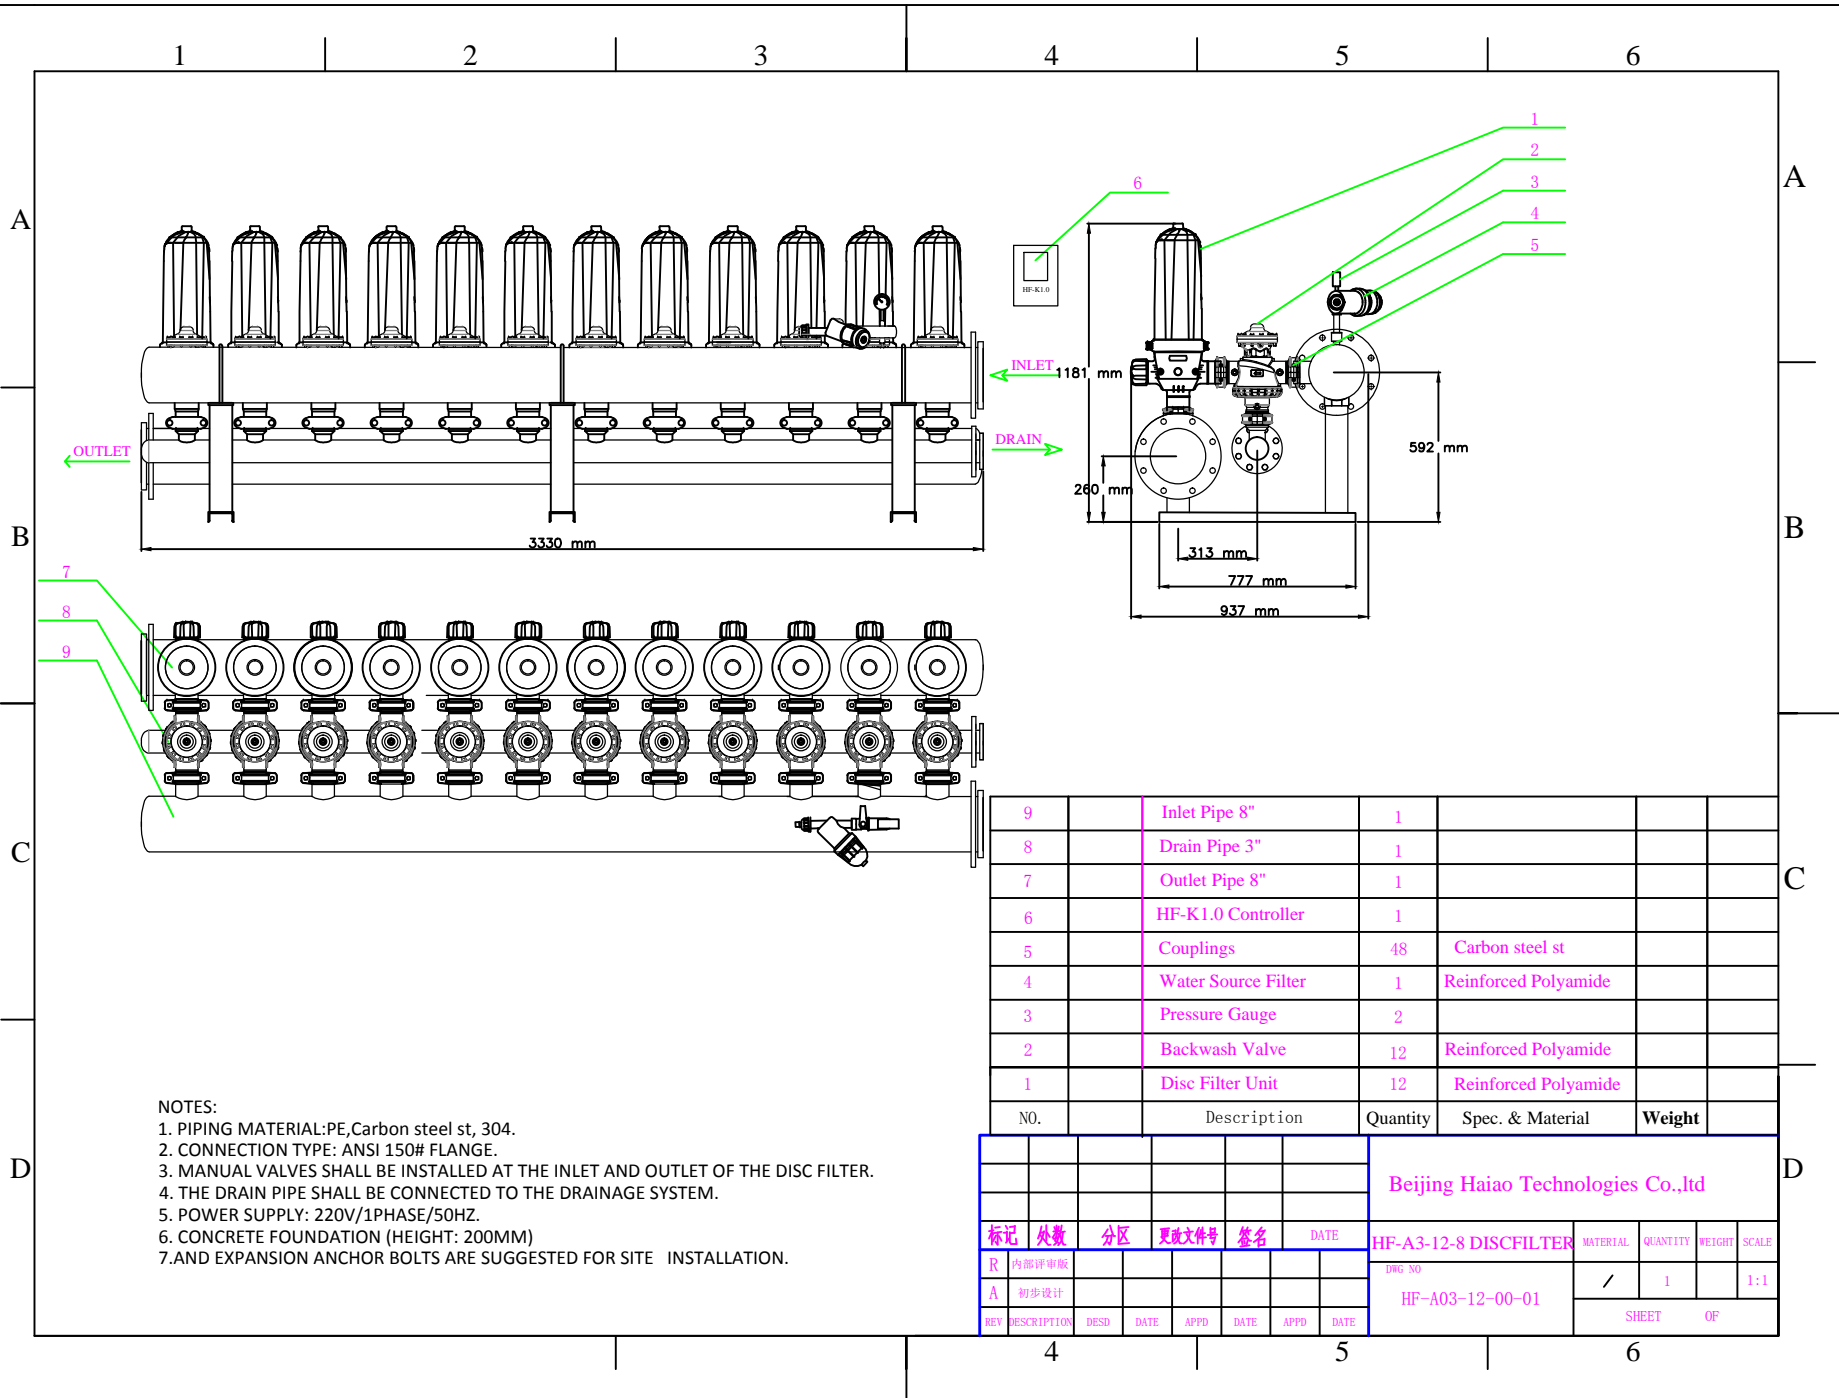 1 2 3 4 5 6
A
B
C
D
A
B
C
D
6
1
2
3
4
5
HF-K1.0
INLET
OUTLET
DRAIN
1181 mm
260 mm
592 mm
313 mm
777 mm
937 mm
3330 mm
7
8
9
9 Inlet Pipe 8" 1
8 Drain Pipe 3" 1
7 Outlet Pipe 8" 1
6 HF-K1.0 Controller 1
5 Couplings 48 Carbon steel st
4 Water Source Filter 1 Reinforced Polyamide
3 Pressure Gauge 2
2 Backwash Valve 12 Reinforced Polyamide
1 Disc Filter Unit 12 Reinforced Polyamide
NO. Description Quantity Spec. & Material Weight
NOTES:
1. PIPING MATERIAL:PE,Carbon steel st, 304.
2. CONNECTION TYPE: ANSI 150# FLANGE.
3. MANUAL VALVES SHALL BE INSTALLED AT THE INLET AND OUTLET OF THE DISC FILTER.
4. THE DRAIN PIPE SHALL BE CONNECTED TO THE DRAINAGE SYSTEM.
5. POWER SUPPLY: 220V/1PHASE/50HZ.
6. CONCRETE FOUNDATION (HEIGHT: 200MM)
7.AND EXPANSION ANCHOR BOLTS ARE SUGGESTED FOR SITE INSTALLATION.
Beijing Haiao Technologies Co.,ltd
标记 处数 分区 更改文件号 签名 DATE
R 内部评审版
A 初步设计
REV DESCRIPTION DESD DATE APPD DATE APPD DATE
HF-A3-12-8 DISCFILTER MATERIAL QUANTITY WEIGHT SCALE
DWG NO
HF-A03-12-00-01
/ 1 1:1
SHEET OF
4 5 6